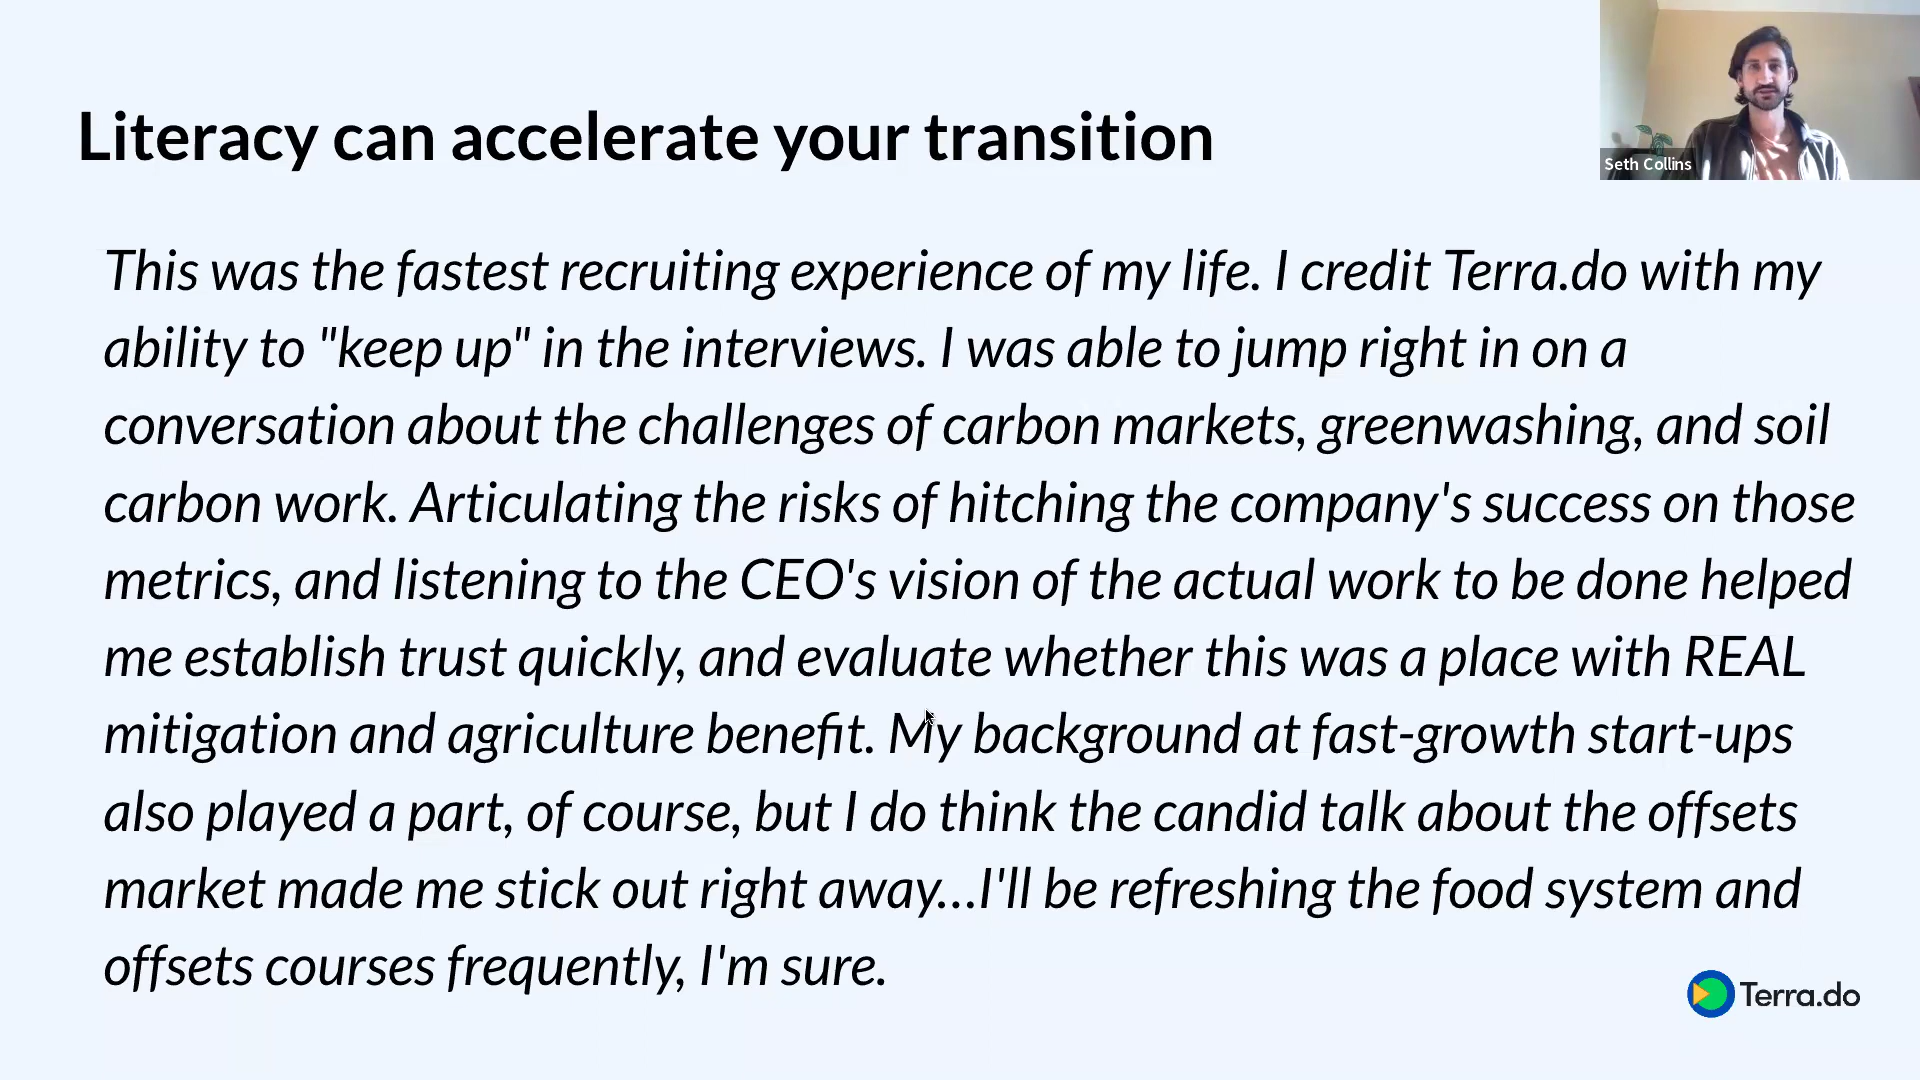 Literacy can accelerate your transition
Seth Collins
This was the fastest recruiting experience of my life. I credit Terra.do with my
ability to "keep up" in the interviews. I was able to jump right in on a
conversation about the challenges of carbon markets, greenwashing, and soil
carbon work. Articulating the risks of hitching the company's success on those
metrics, and listening to the CEO's vision of the actual work to be done helped
me establish trust quickly, and evaluate whether this was a place with REAL
mitigation and agriculture benefit. My background at fast-growth start-ups
also played a part, of course, but I do think the candid talk about the offsets
market made me stick out right away...I'll be refreshing the food system and
offsets courses frequently, I'm sure.
Terra.do